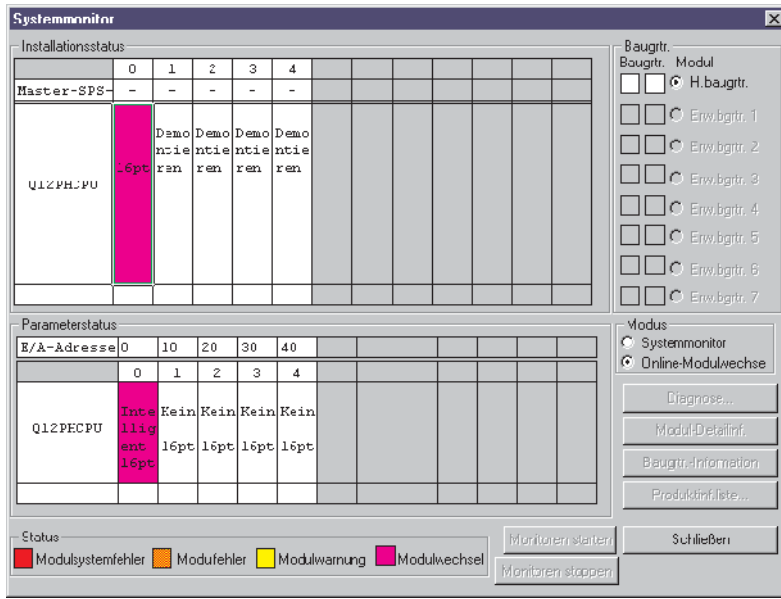 Systemmonitor
Installationsstatus
0 1 2 3 4
Master-SPS- - - - - -
16pt
Demo Demo Demo Demo
ntie ntie ntie ntie
ren ren ren ren
Parameterstatus
E/A-Adresse 0 10 20 30 40
0 1 2 3 4
Inte Kein Kein Kein Kein
llig
ent 16pt 16pt 16pt 16pt
16pt
Status
Modulsystemfehler Modufehler Modulwarnung Modulwechsel
Baugrtr.
Baugrtr. Modul
H.baugrtr.
Erw.bgrtr. 1
Erw.bgrtr. 2
Erw.bgrtr. 3
Erw.bgrtr. 4
Erw.bgrtr. 5
Erw.bgrtr. 6
Erw.bgrtr. 7
Modus
Systemmonitor
Online-Modulwechse
Diagnose...
Modul-Detailinf.
Baugrtr.-Information
Produktinf.liste...
Monitoren starten
Schließen
Monitoren stoppen